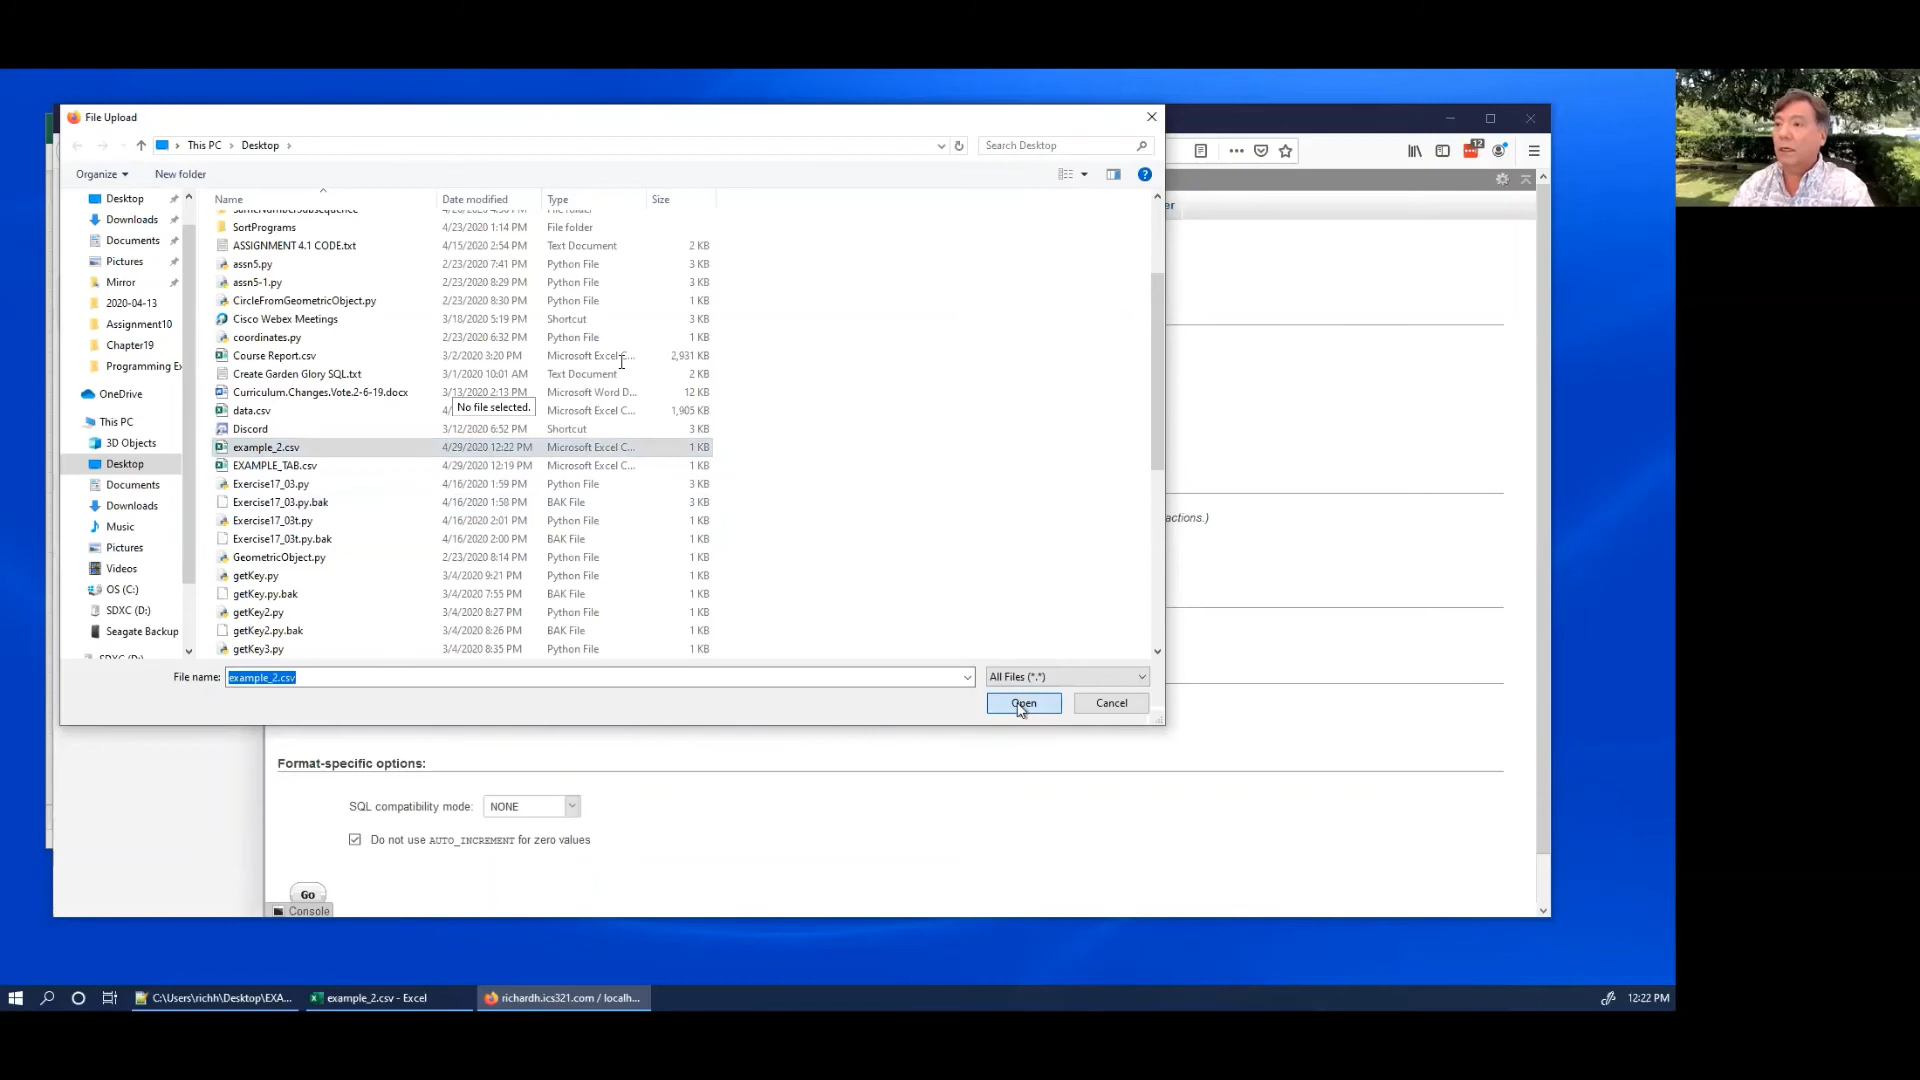 File Upload
This PC
Desktop
Search Desktop
Organize
New folder
12
er
Name
Date modified
Type
Size
Desktop
Downloads
Documents
Pictures
Mirror
2020-04-13
Assignment10
Chapter19
Programming Ex
OneDrive
This PC
3D Objects
Desktop
Documents
Downloads
Music
Pictures
Videos
OS (C:)
SDXC (D:)
Seagate Backup
SDXC (D:)
SortPrograms 4/23/2020 1:14 PM File folder
ASSIGNMENT 4.1 CODE.txt 4/15/2020 2:54 PM Text Document 2 KB
assn5.py 2/23/2020 7:41 PM Python File 3 KB
assn5-1.py 2/23/2020 8:29 PM Python File 3 KB
CircleFromGeometricObject.py 2/23/2020 8:30 PM Python File 1 KB
Cisco Webex Meetings 3/18/2020 5:19 PM Shortcut 3 KB
coordinates.py 2/23/2020 6:32 PM Python File 1 KB
Course Report.csv 3/2/2020 3:20 PM Microsoft Excel C... 2,931 KB
Create Garden Glory SQL.txt 3/1/2020 10:01 AM Text Document 2 KB
Curriculum.Changes.Vote.2-6-19.docx 3/13/2020 2:13 PM Microsoft Word D... 12 KB
No file selected.
data.csv 4/ Microsoft Excel C... 1,905 KB
Discord 3/12/2020 6:52 PM Shortcut 3 KB
example_2.csv 4/29/2020 12:22 PM Microsoft Excel C... 1 KB
EXAMPLE_TAB.csv 4/29/2020 12:19 PM Microsoft Excel C... 1 KB
Exercise17_03.py 4/16/2020 1:59 PM Python File 3 KB
Exercise17_03.py.bak 4/16/2020 1:58 PM BAK File 3 KB
Exercise17_03t.py 4/16/2020 2:01 PM Python File 1 KB
Exercise17_03t.py.bak 4/16/2020 2:00 PM BAK File 1 KB
GeometricObject.py 2/23/2020 8:14 PM Python File 1 KB
getKey.py 3/4/2020 9:21 PM Python File 1 KB
getKey.py.bak 3/4/2020 7:55 PM BAK File 1 KB
getKey2.py 3/4/2020 8:27 PM Python File 1 KB
getKey2.py.bak 3/4/2020 8:26 PM BAK File 1 KB
getKey3.py 3/4/2020 8:35 PM Python File 1 KB
actions.)
File name: example_2.csv
All Files (*.*)
Open
Cancel
Format-specific options:
SQL compatibility mode: NONE
Do not use AUTO_INCREMENT for zero values
Go
Console
C:\Users\richh\Desktop\EXA...
example_2.csv - Excel
richardh.ics321.com / localh...
12:22 PM